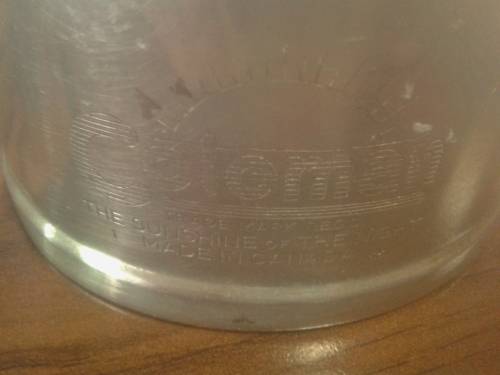 Coleman
TRADE MARK REG
THE SUNSHINE OF THE
MADE IN CANADA